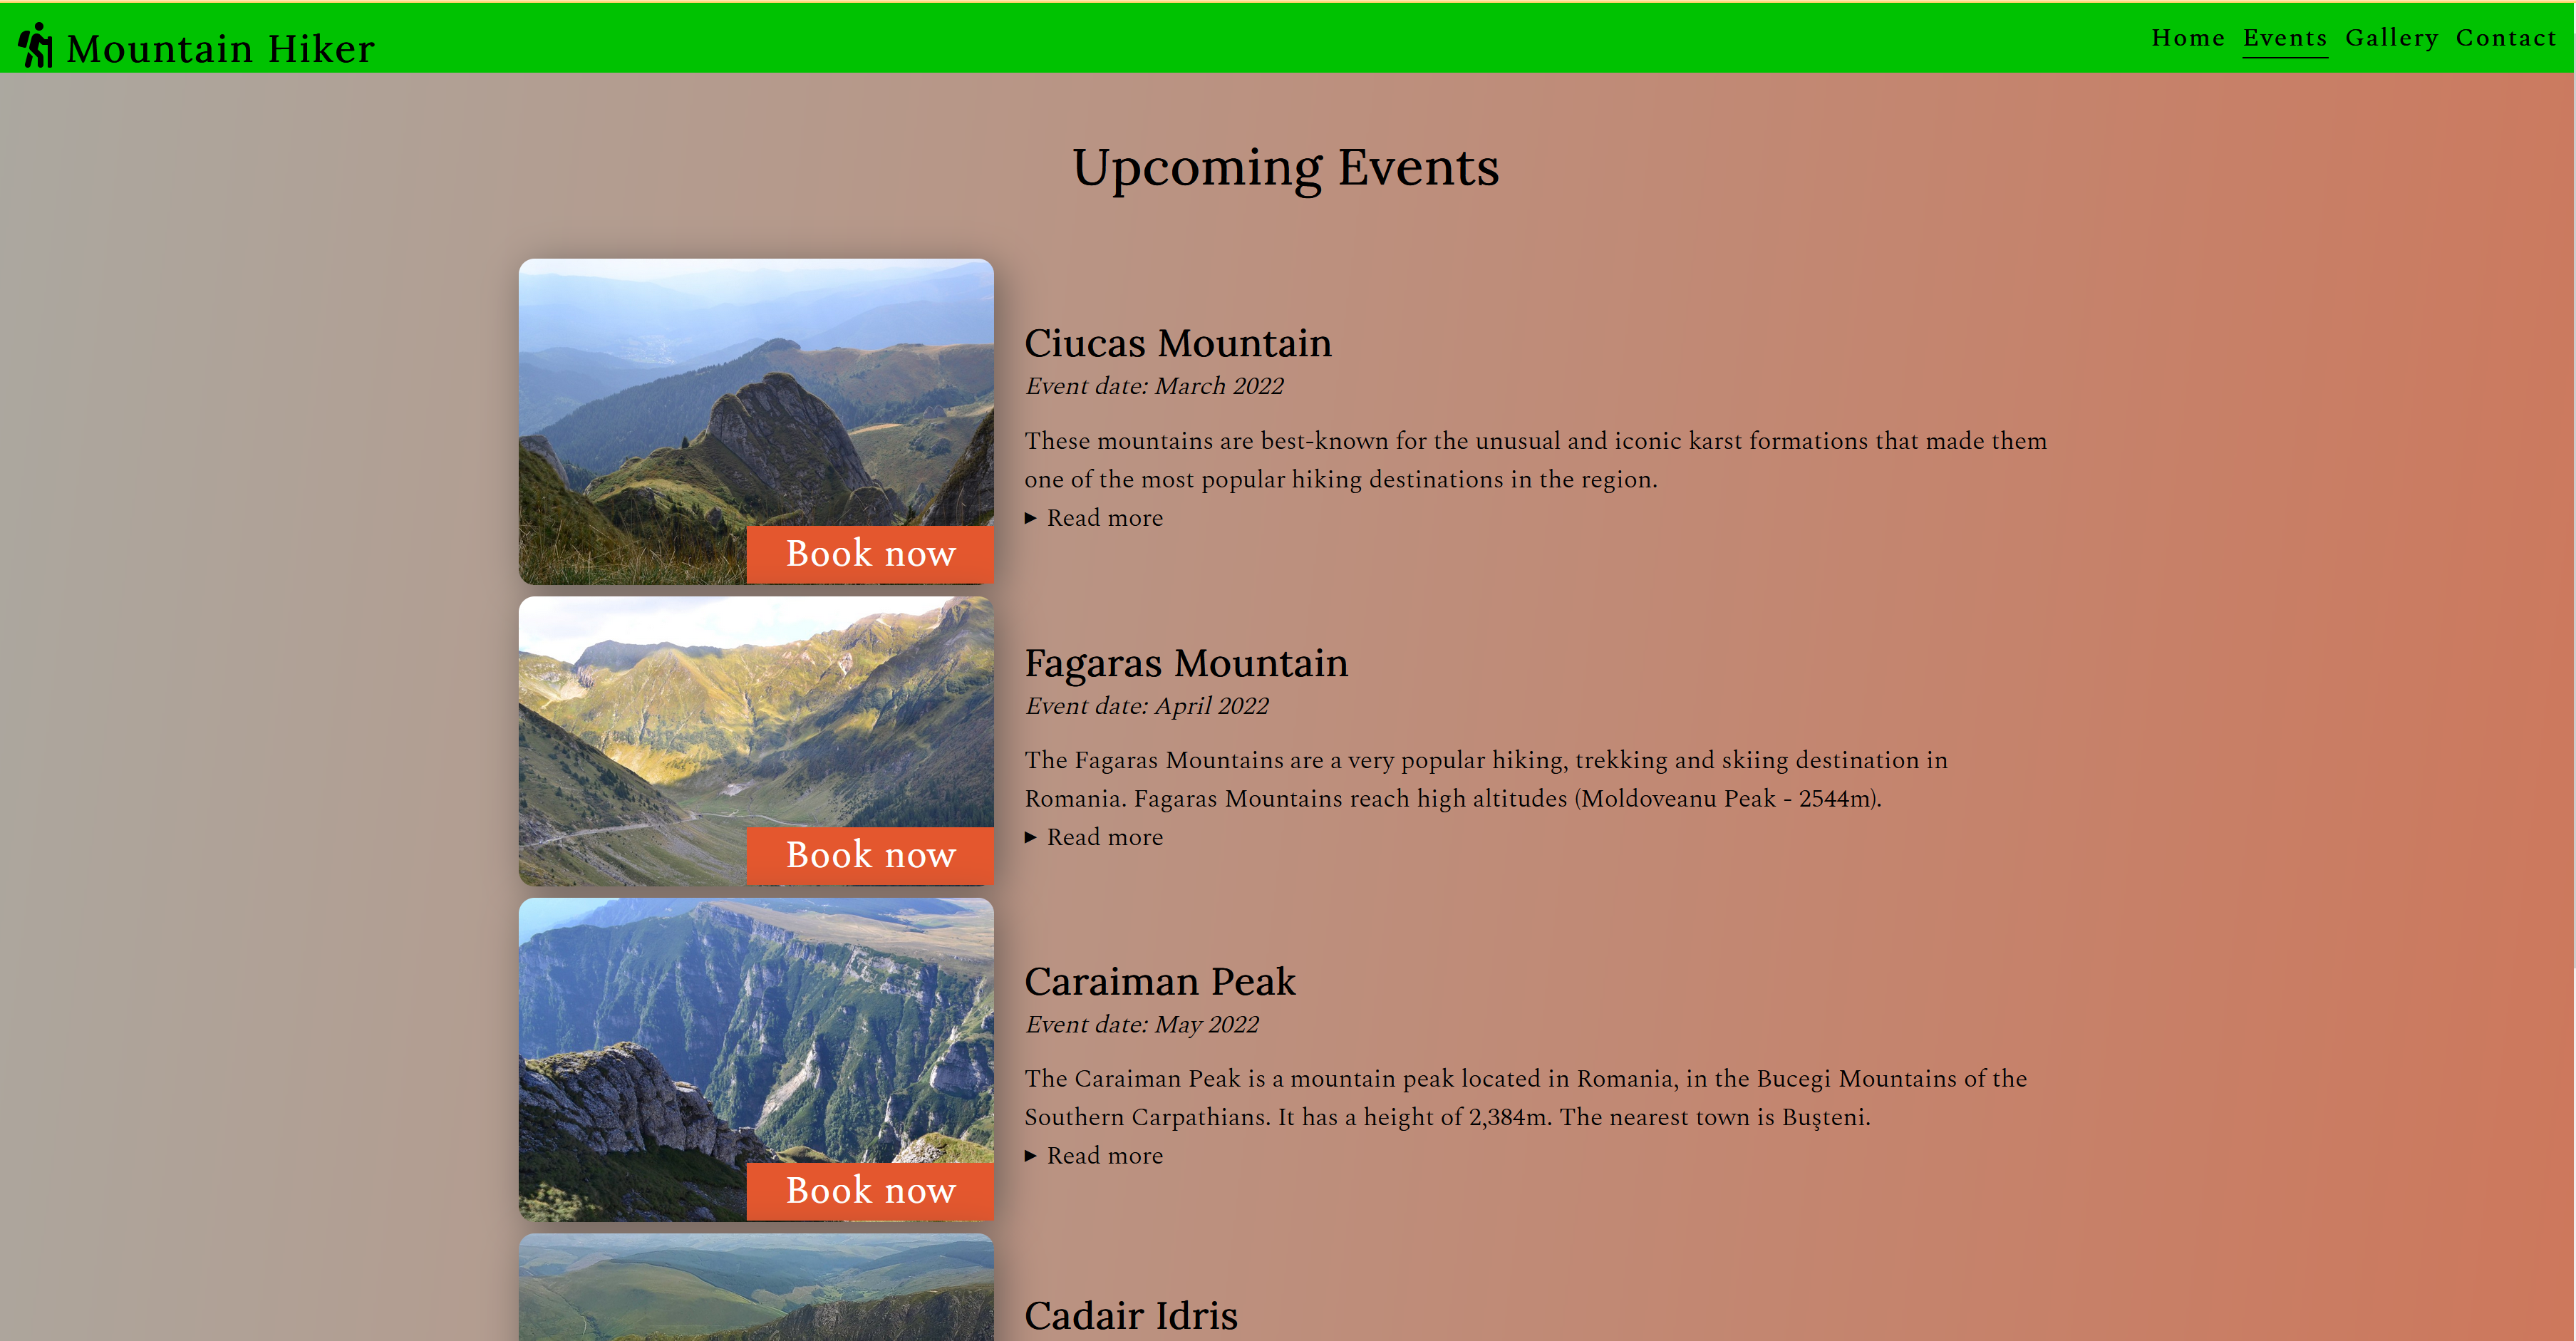 Mountain Hiker
Home Events Gallery Contact
Upcoming Events
Ciucas Mountain
Event date: March 2022
These mountains are best-known for the unusual and iconic karst formations that made them
one of the most popular hiking destinations in the region.
▶ Read more
Book now
Fagaras Mountain
Event date: April 2022
The Fagaras Mountains are a very popular hiking, trekking and skiing destination in
Romania. Fagaras Mountains reach high altitudes (Moldoveanu Peak - 2544m).
▶ Read more
Book now
Caraiman Peak
Event date: May 2022
The Caraiman Peak is a mountain peak located in Romania, in the Bucegi Mountains of the
Southern Carpathians. It has a height of 2,384m. The nearest town is Buşteni.
▶ Read more
Book now
Cadair Idris